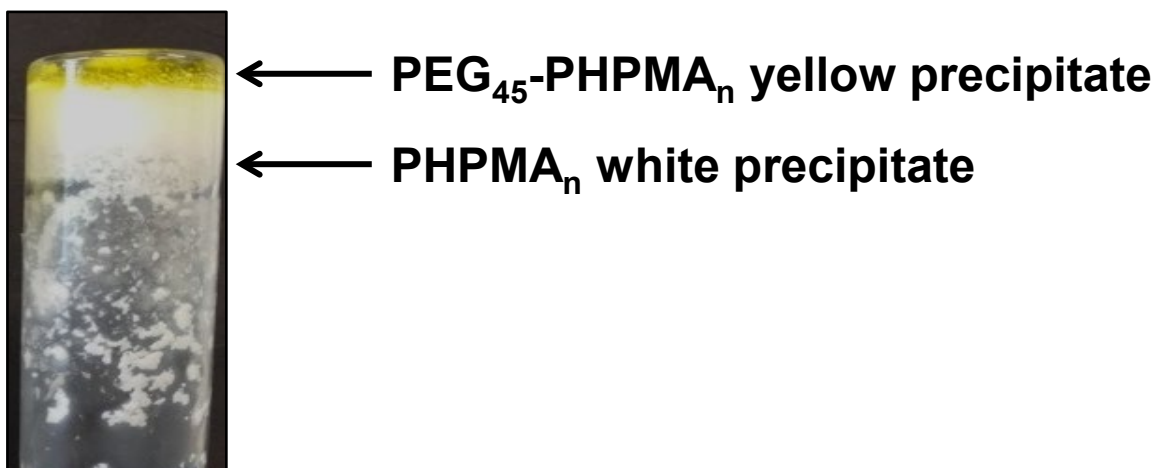 PEG₄₅-PHPMAₙ yellow precipitate
PHPMAₙ white precipitate